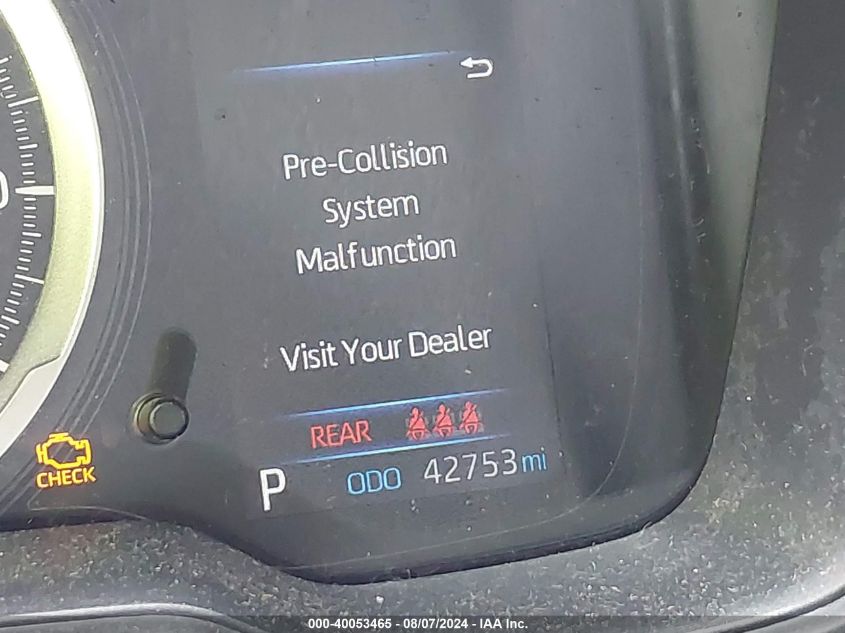 Pre-Collision
System
Malfunction
Visit Your Dealer
REAR
CHECK
P ODO 42753 mi
000-40053465 - 08/07/2024 - IAA Inc.